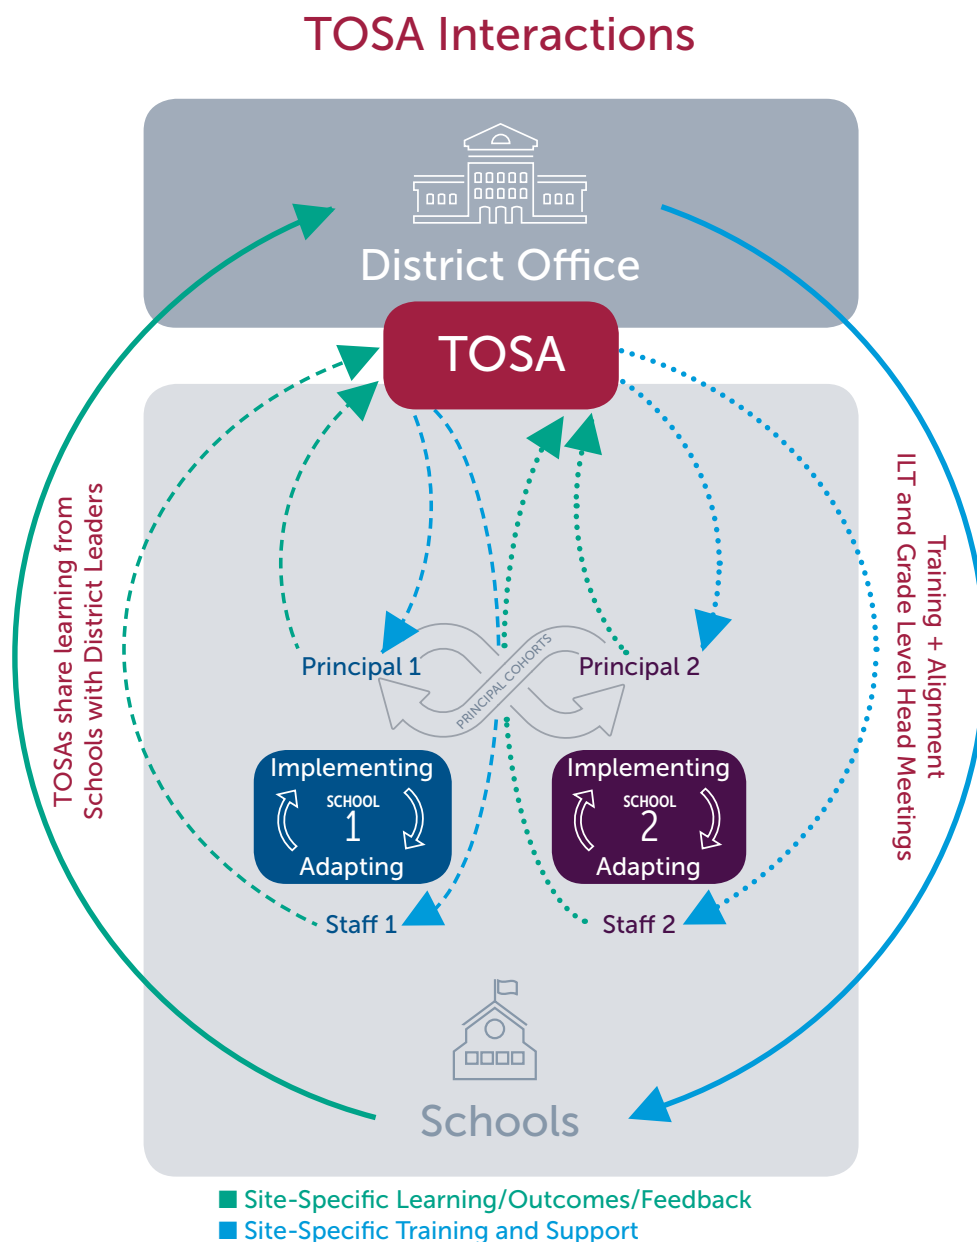 TOSA Interactions
District Office
TOSA
TOSAs share learning from
Schools with District Leaders
Training + Alignment
ILT and Grade Level Head Meetings
Principal 1
PRINCIPAL COHORTS
Principal 2
Implementing
SCHOOL
1
Adapting
Implementing
SCHOOL
2
Adapting
Staff 1
Staff 2
Schools
Site-Specific Learning/Outcomes/Feedback
Site-Specific Training and Support